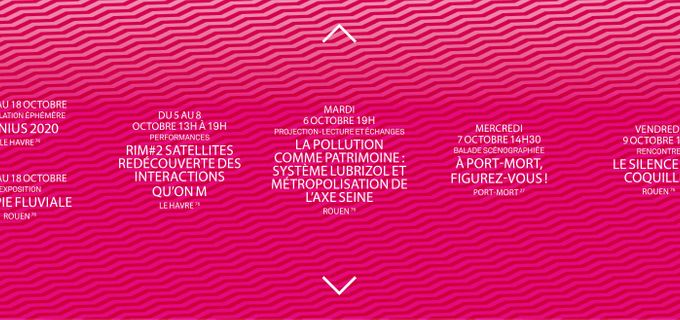 AU 18 OCTOBRE
LATION ÉPHÉMÈRE
NIUS 2020
LE HAVRE 76
AU 18 OCTOBRE
EXPOSITION
PIE FLUVIALE
ROUEN 76
DU 5 AU 8
OCTOBRE 13H À 19H
PERFORMANCES
RIM#2 SATELLITES
REDÉCOUVERTE DES
INTERACTIONS
QU'ON M
LE HAVRE 76
MARDI
6 OCTOBRE 19H
PROJECTION-LECTURE ET ÉCHANGES
LA POLLUTION
COMME PATRIMOINE :
SYSTÈME LUBRIZOL ET
MÉTROPOLISATION DE
L'AXE SEINE
ROUEN 76
MERCREDI
7 OCTOBRE 14H30
BALADE SCÉNOGRAPHIÉE
À PORT-MORT,
FIGUREZ-VOUS !
PORT-MORT 27
VENDRE
9 OCTOBRE 1
RENCONTRE
LE SILENCE
COQUILL
ROUEN 76